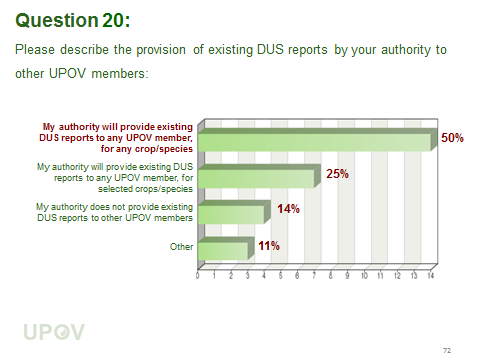 Question 20:
Please describe the provision of existing DUS reports by your authority to
other UPOV members:
My authority will provide existing
DUS reports to any UPOV member,
for any crop/species
50%
My authority will provide existing DUS
reports to any UPOV member, for
selected crops/species
25%
My authority does not provide existing
DUS reports to other UPOV members
14%
Other
11%
0 1 2 3 4 5 6 7 8 9 10 11 12 13 14
UPOV
72